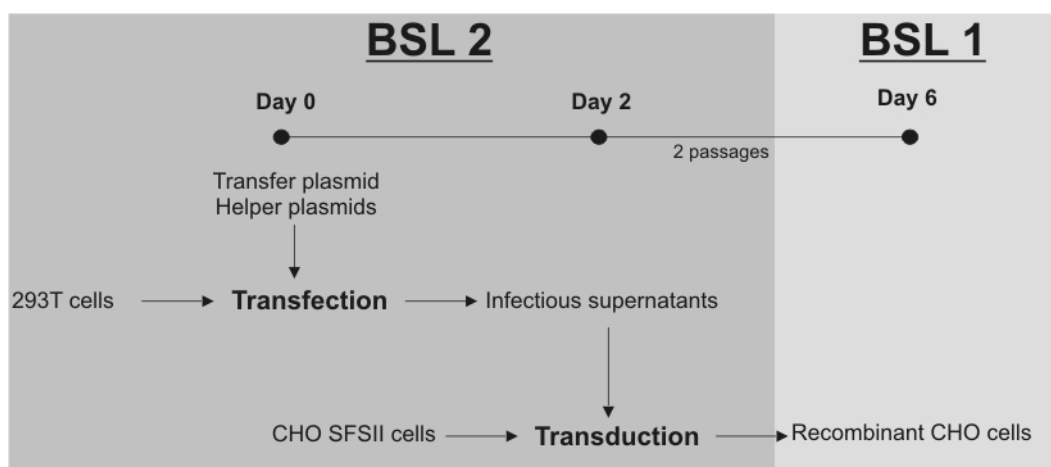 BSL 2
BSL 1
Day 0
Day 2
Day 6
2 passages
Transfer plasmid
Helper plasmids
293T cells
Transfection
Infectious supernatants
CHO SFSII cells
Transduction
Recombinant CHO cells